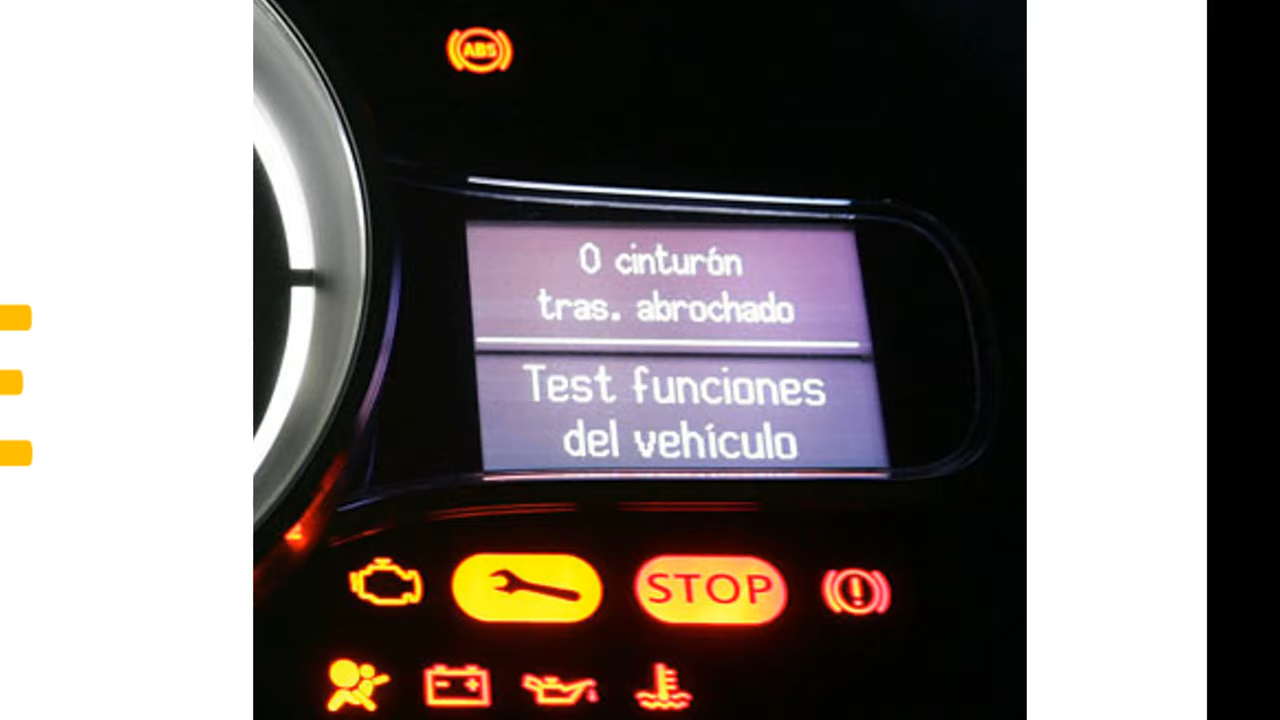 ABS
0 cinturón
tras. abrochado
Test funciones
del vehículo
STOP